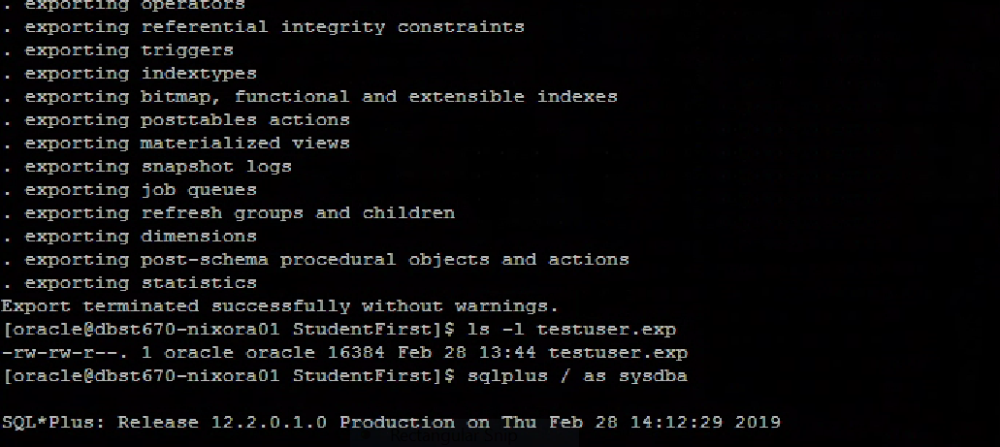 . exporting operators
. exporting referential integrity constraints
. exporting triggers
. exporting indextypes
. exporting bitmap, functional and extensible indexes
. exporting posttables actions
. exporting materialized views
. exporting snapshot logs
. exporting job queues
. exporting refresh groups and children
. exporting dimensions
. exporting post-schema procedural objects and actions
. exporting statistics
Export terminated successfully without warnings.
[oracle@dbst670-nixora01 StudentFirst]$ ls -l testuser.exp
-rw-rw-r--. 1 oracle oracle 16384 Feb 28 13:44 testuser.exp
[oracle@dbst670-nixora01 StudentFirst]$ sqlplus / as sysdba
SQL*Plus: Release 12.2.0.1.0 Production on Thu Feb 28 14:12:29 2019
Rectangular Snip